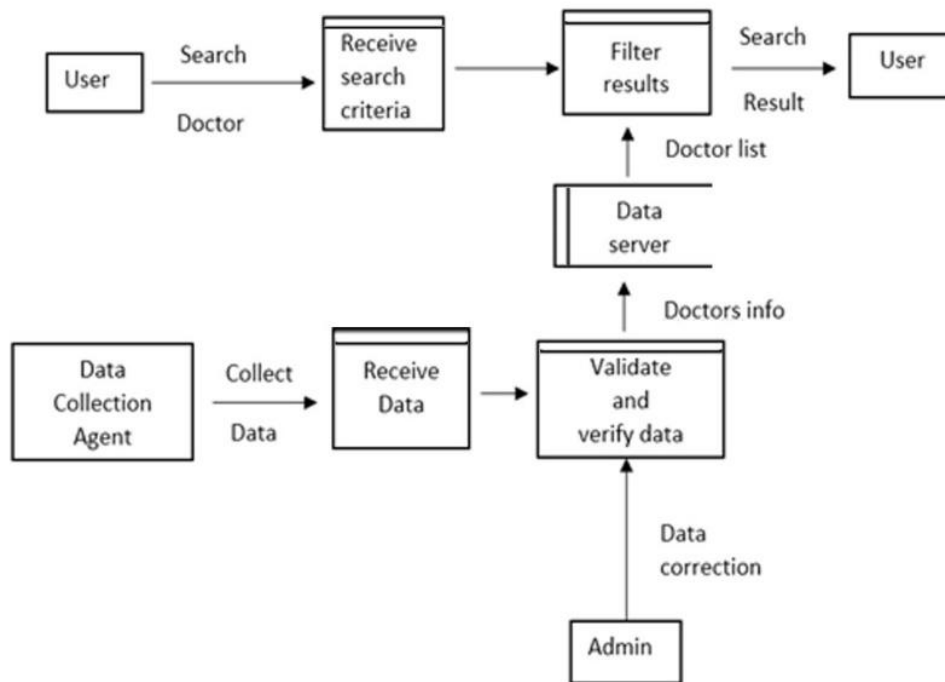 User
Search
Doctor
Receive
search
criteria
Filter
results
Search
Result
User
Doctor list
Data
server
Doctors info
Data
Collection
Agent
Collect
Data
Receive
Data
Validate
and
verify data
Data
correction
Admin